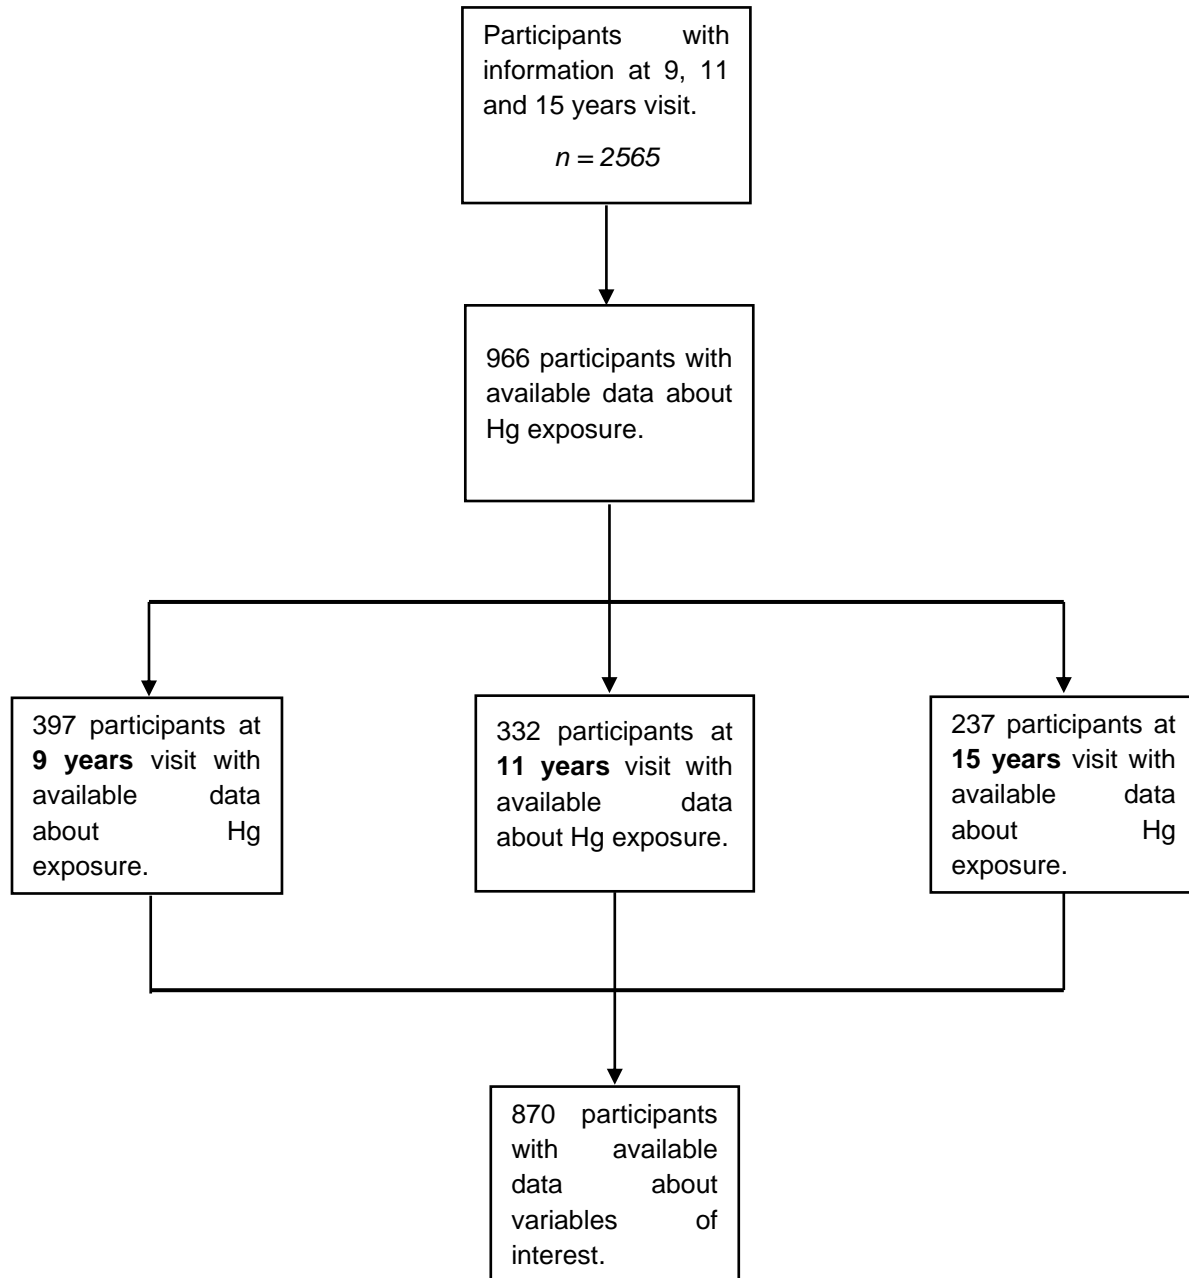 Participants with
information at 9, 11
and 15 years visit.
n = 2565
966 participants with
available data about
Hg exposure.
397 participants at
9 years visit with
available data
about Hg
exposure.
332 participants at
11 years visit with
available data
about Hg exposure.
237 participants at
15 years visit with
available data
about Hg
exposure.
870 participants
with available
data about
variables of
interest.